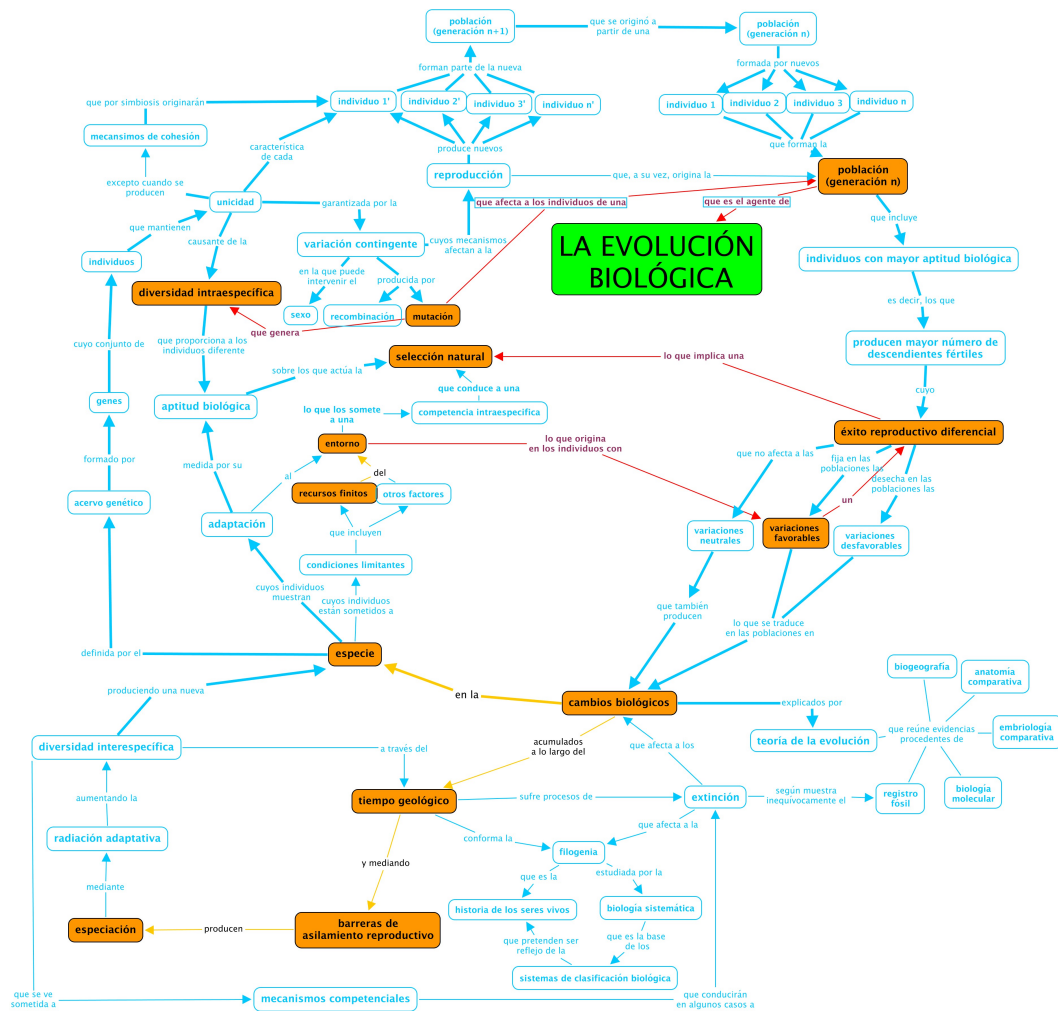 población
(generación n+1)
que se originó a
partir de una
población
(generación n)
forman parte de la nueva
formada por nuevos
que por simbiosis originarán
individuo 1'
individuo 2'
individuo 3'
individuo n'
individuo 1
individuo 2
individuo 3
individuo n
mecansimos de cohesión
característica
de cada
produce nuevos
que forman la
excepto cuando se
producen
reproducción
que, a su vez, origina la
población
(generación n)
unicidad
garantizada por la
que afecta a los individuos de una
que es el agente de
que mantienen
causante de la
variación contingente
cuyos mecanismos
afectan a la
LA EVOLUCIÓN
BIOLÓGICA
que incluye
individuos
individuos con mayor aptitud biológica
en la que puede
intervenir el
producida por
diversidad intraespecífica
sexo
recombinación
mutación
es decir, los que
que genera
cuyo conjunto de
que proporciona a los
individuos diferente
selección natural
lo que implica una
producen mayor número de
descendientes fértiles
sobre los que actúa la
que conduce a una
cuyo
genes
aptitud biológica
lo que los somete
a una
competencia intraespecífica
éxito reproductivo diferencial
entorno
lo que origina
en los individuos con
que no afecta a las
fija en las
poblaciones las
desecha en las
poblaciones las
formado por
medida por su
al
del
recursos finitos
otros factores
un
acervo genético
adaptación
que incluyen
variaciones
neutrales
variaciones
favorables
variaciones
desfavorables
condiciones limitantes
cuyos individuos
muestran
cuyos individuos
están sometidos a
que también
producen
lo que se traduce
en las poblaciones en
definida por el
especie
produciendo una nueva
en la
cambios biológicos
explicados por
biogeografía
anatomía
comparativa
diversidad interespecífica
a través del
acumulados
a lo largo del
que afecta a los
teoría de la evolución
que reúne evidencias
procedentes de
embriología
comparativa
aumentando la
tiempo geológico
sufre procesos de
extinción
según muestra
inequivocamente el
registro
fósil
biología
molecular
radiación adaptativa
conforma la
que afecta a la
filogenia
y mediando
mediante
que es la
estudiada por la
especiación
producen
barreras de
asilamiento reproductivo
historia de los seres vivos
biología sistemática
que pretenden ser
reflejo de la
que es la base
de los
sistemas de clasificación biológica
que se ve
sometida a
mecanismos competenciales
que conducirán
en algunos casos a